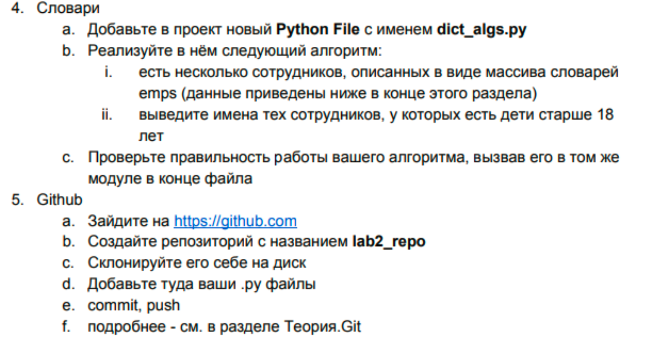 4. Словари
a. Добавьте в проект новый Python File с именем dict_algs.py
b. Реализуйте в нём следующий алгоритм:
i. есть несколько сотрудников, описанных в виде массива словарей
emps (данные приведены ниже в конце этого раздела)
ii. выведите имена тех сотрудников, у которых есть дети старше 18
лет
c. Проверьте правильность работы вашего алгоритма, вызвав его в том же
модуле в конце файла
5. Github
a. Зайдите на https://github.com
b. Создайте репозиторий с названием lab2_repo
c. Склонируйте его себе на диск
d. Добавьте туда ваши .py файлы
e. commit, push
f. подробнее - см. в разделе Теория.Git